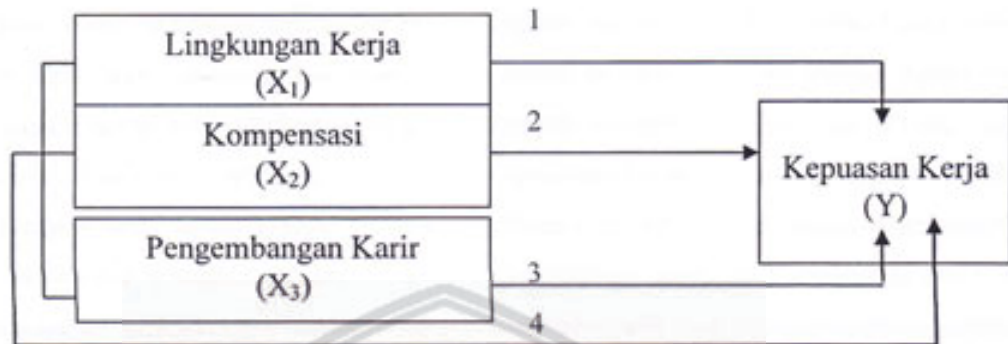 1
Lingkungan Kerja
(X₁)
2
Kompensasi
(X₂)
Kepuasan Kerja
(Y)
Pengembangan Karir
(X₃)
3
4